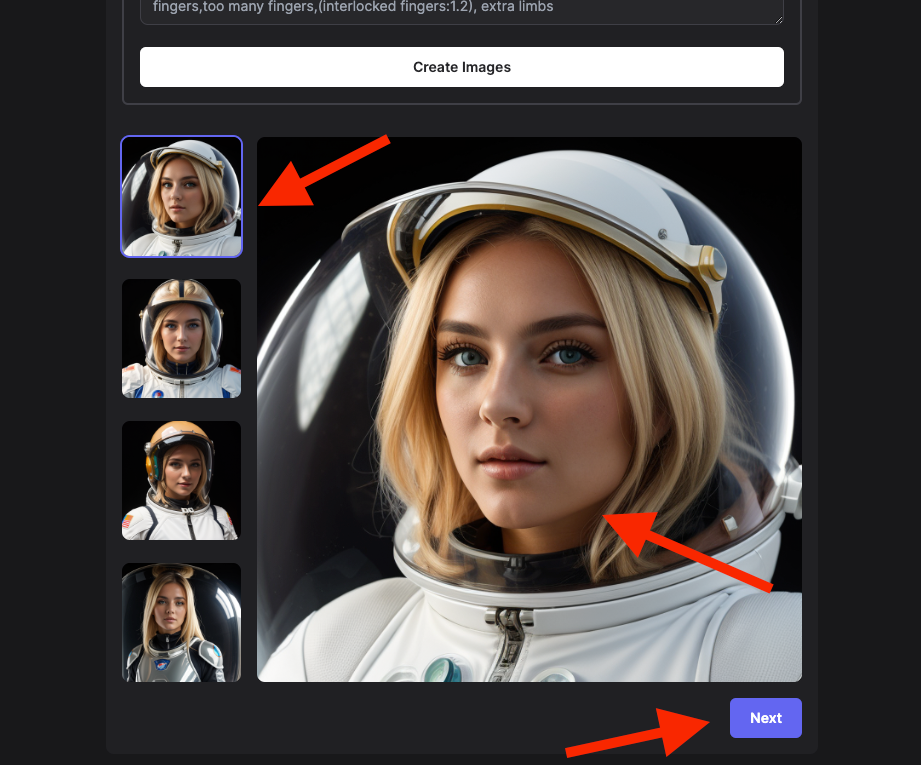 fingers,too many fingers,(interlocked fingers:1.2), extra limbs
Create Images
Next